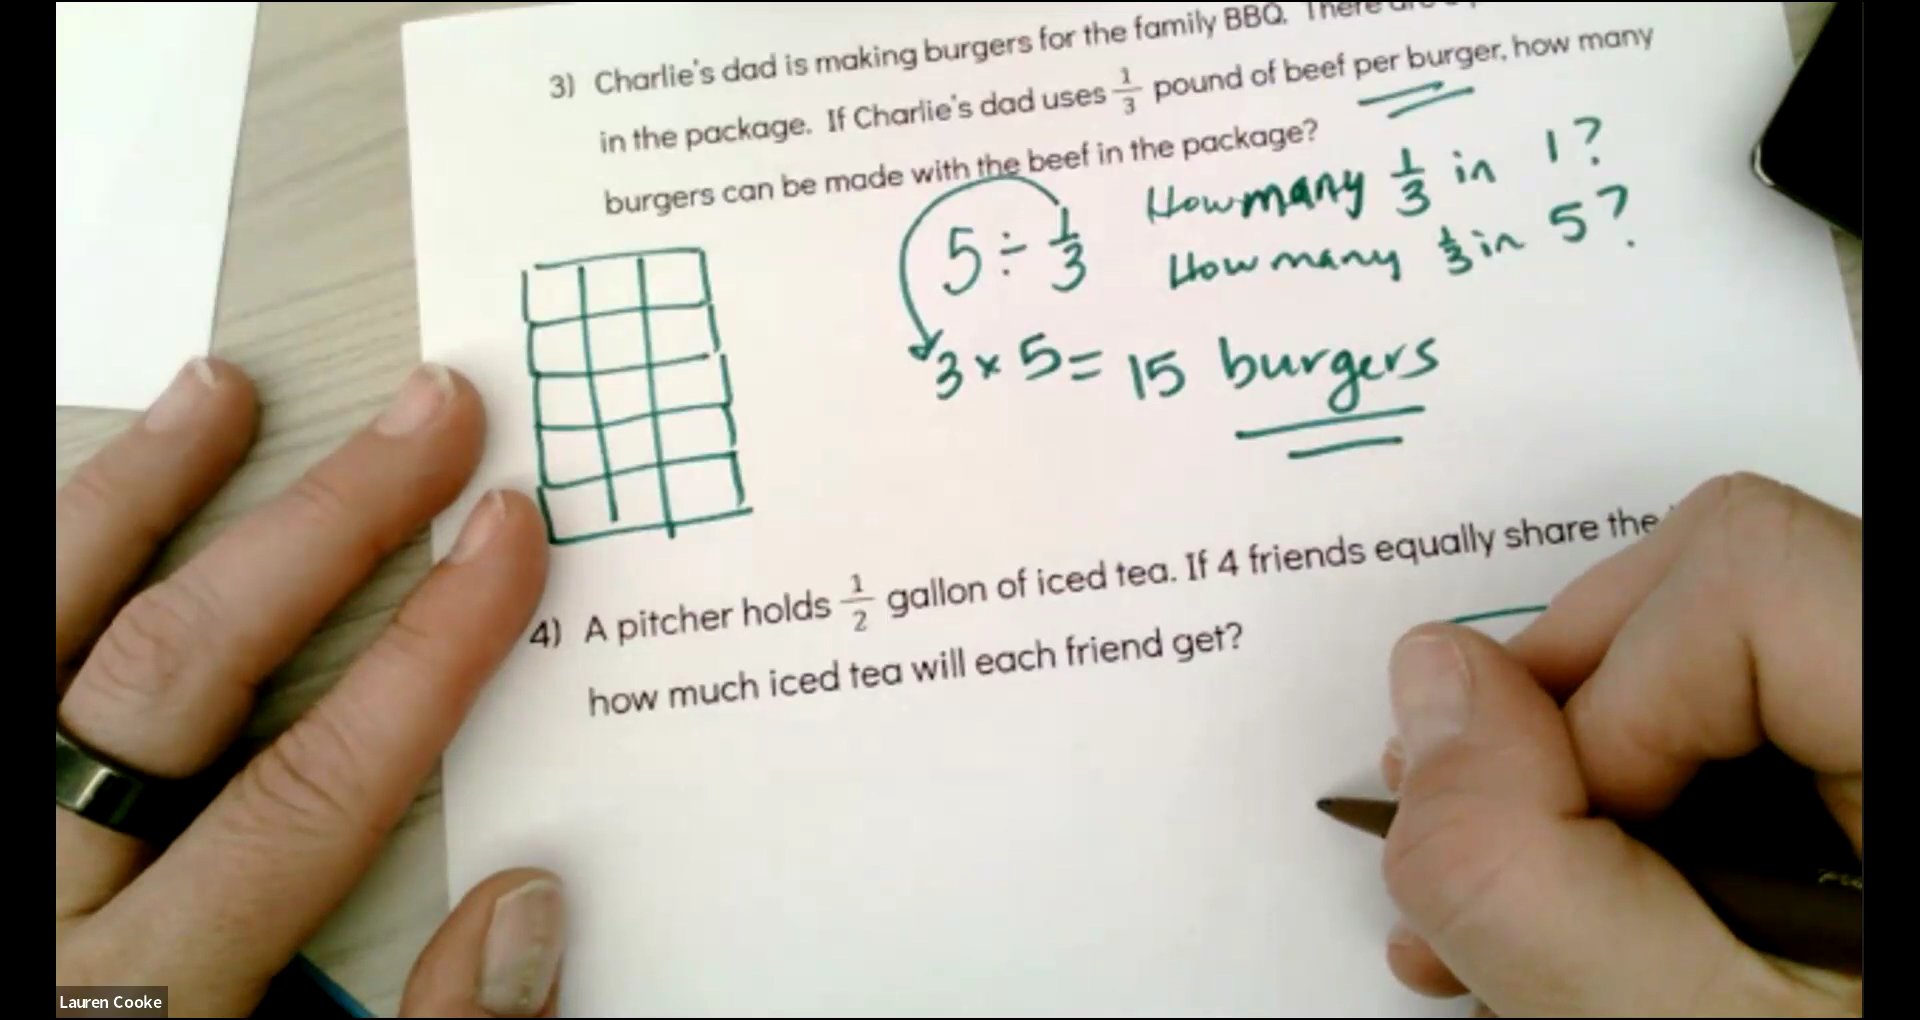 3) Charlie's dad is making burgers for the family BBQ. There
in the package. If Charlie's dad uses 1/3 pound of beef per burger, how many
burgers can be made with the beef in the package?
How many 1/3 in 1?
5 ÷ 1/3
How many 1/3 in 5?
3 × 5 = 15 burgers
4) A pitcher holds 1/2 gallon of iced tea. If 4 friends equally share the
how much iced tea will each friend get?
Lauren Cooke